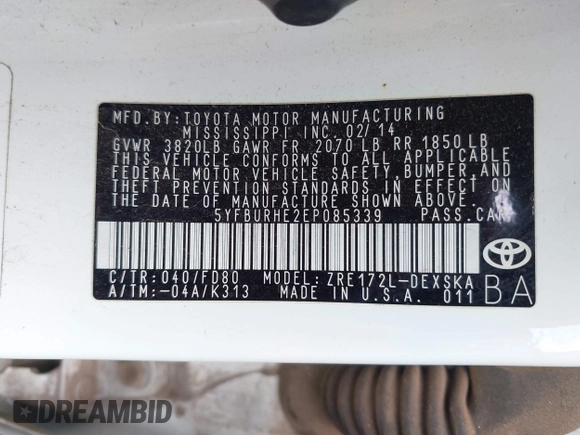 MFD.BY: TOYOTA MOTOR MANUFACTURING
MISSISSIPPI INC. 02/14
GVWR 3820LB GAWR FR 2070 LB RR 1850 LB
THIS VEHICLE CONFORMS TO ALL APPLICABLE
FEDERAL MOTOR VEHICLE SAFETY, BUMPER, AND
THEFT PREVENTION STANDARDS IN EFFECT ON
THE DATE OF MANUFACTURE SHOWN ABOVE.
5YFBURHE2EP085339 PASS.CAR
C/TR: 040/FD80 MODEL: ZRE172L-DEXSKA
A/TM: -04A/K313 MADE IN U.S.A. 011
BA
DREAMBID